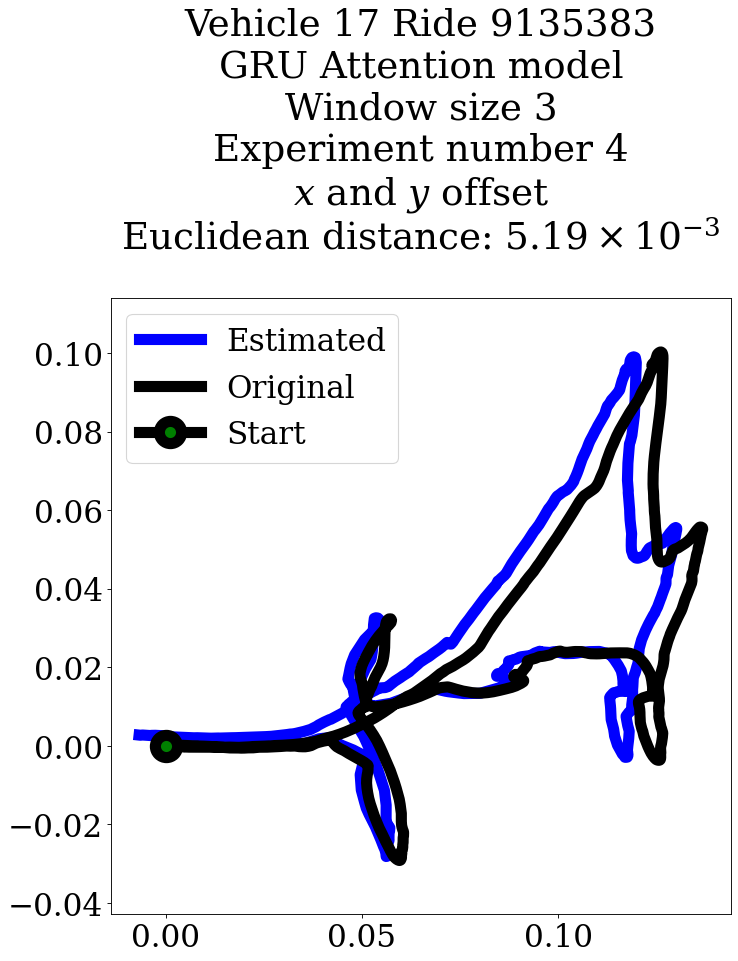 Vehicle 17 Ride 9135383
GRU Attention model
Window size 3
Experiment number 4
x and y offset
Euclidean distance: 5.19 × 10⁻³
Estimated
Original
Start
0.10
0.08
0.06
0.04
0.02
0.00
−0.02
−0.04
0.00 0.05 0.10